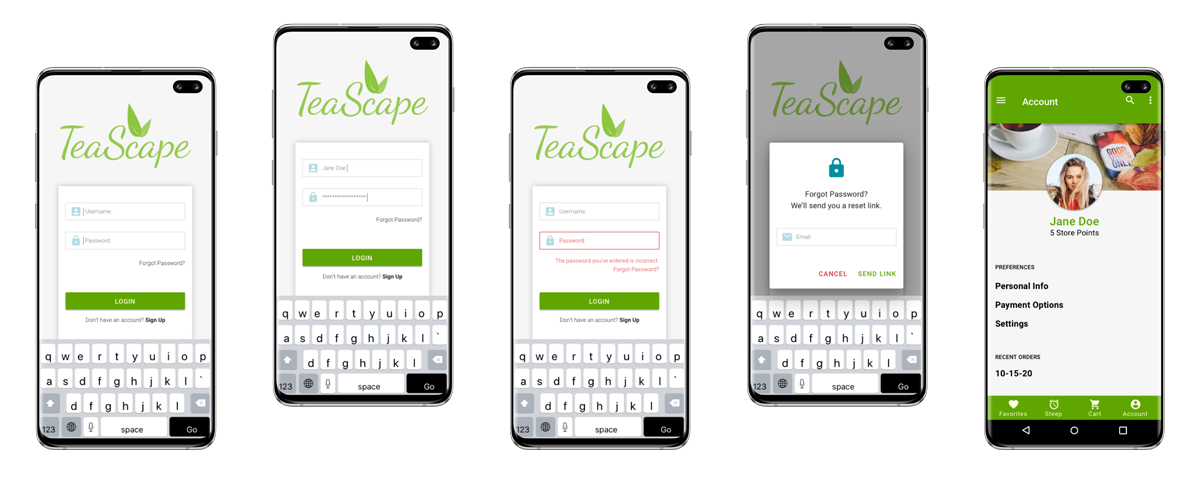 TeaScape
Username
Password
Forgot Password?
LOGIN
Don't have an account? Sign Up
q w e r t y u i o p
a s d f g h j k l `
d f g h j k l
123 space Go
TeaScape
Jane Doe
******************
Forgot Password?
LOGIN
Don't have an account? Sign Up
q w e r t y u i o p
a s d f g h j k l `
d f g h j k l
123 space Go
TeaScape
Username
Password
The password you've entered is incorrect.
Forgot Password?
LOGIN
Don't have an account? Sign Up
q w e r t y u i o p
a s d f g h j k l `
d f g h j k l
123 space Go
TeaScape
Forgot Password?
We'll send you a reset link.
Email
CANCEL SEND LINK
q w e r t y u i o p
a s d f g h j k l `
d f g h j k l
123 space Go
Account
GOOD
ONLY
Jane Doe
5 Store Points
PREFERENCES
Personal Info
Payment Options
Settings
RECENT ORDERS
10-15-20
Favorites Steep Cart Account